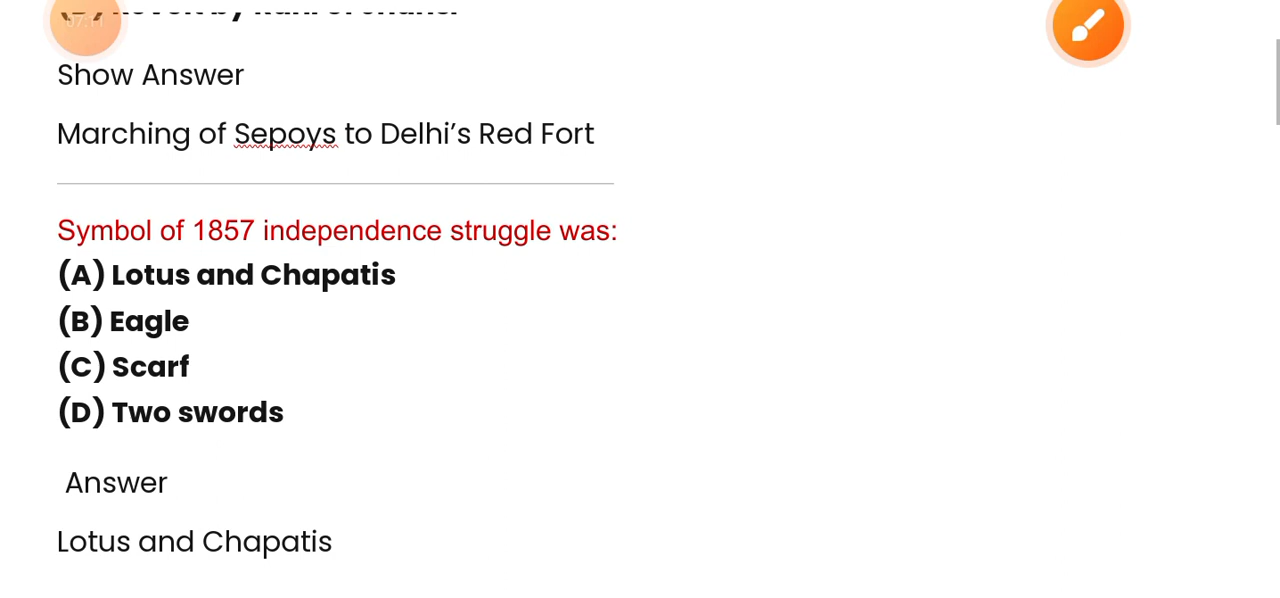 Show Answer
Marching of Sepoys to Delhi’s Red Fort
Symbol of 1857 independence struggle was:
(A) Lotus and Chapatis
(B) Eagle
(C) Scarf
(D) Two swords
Answer
Lotus and Chapatis